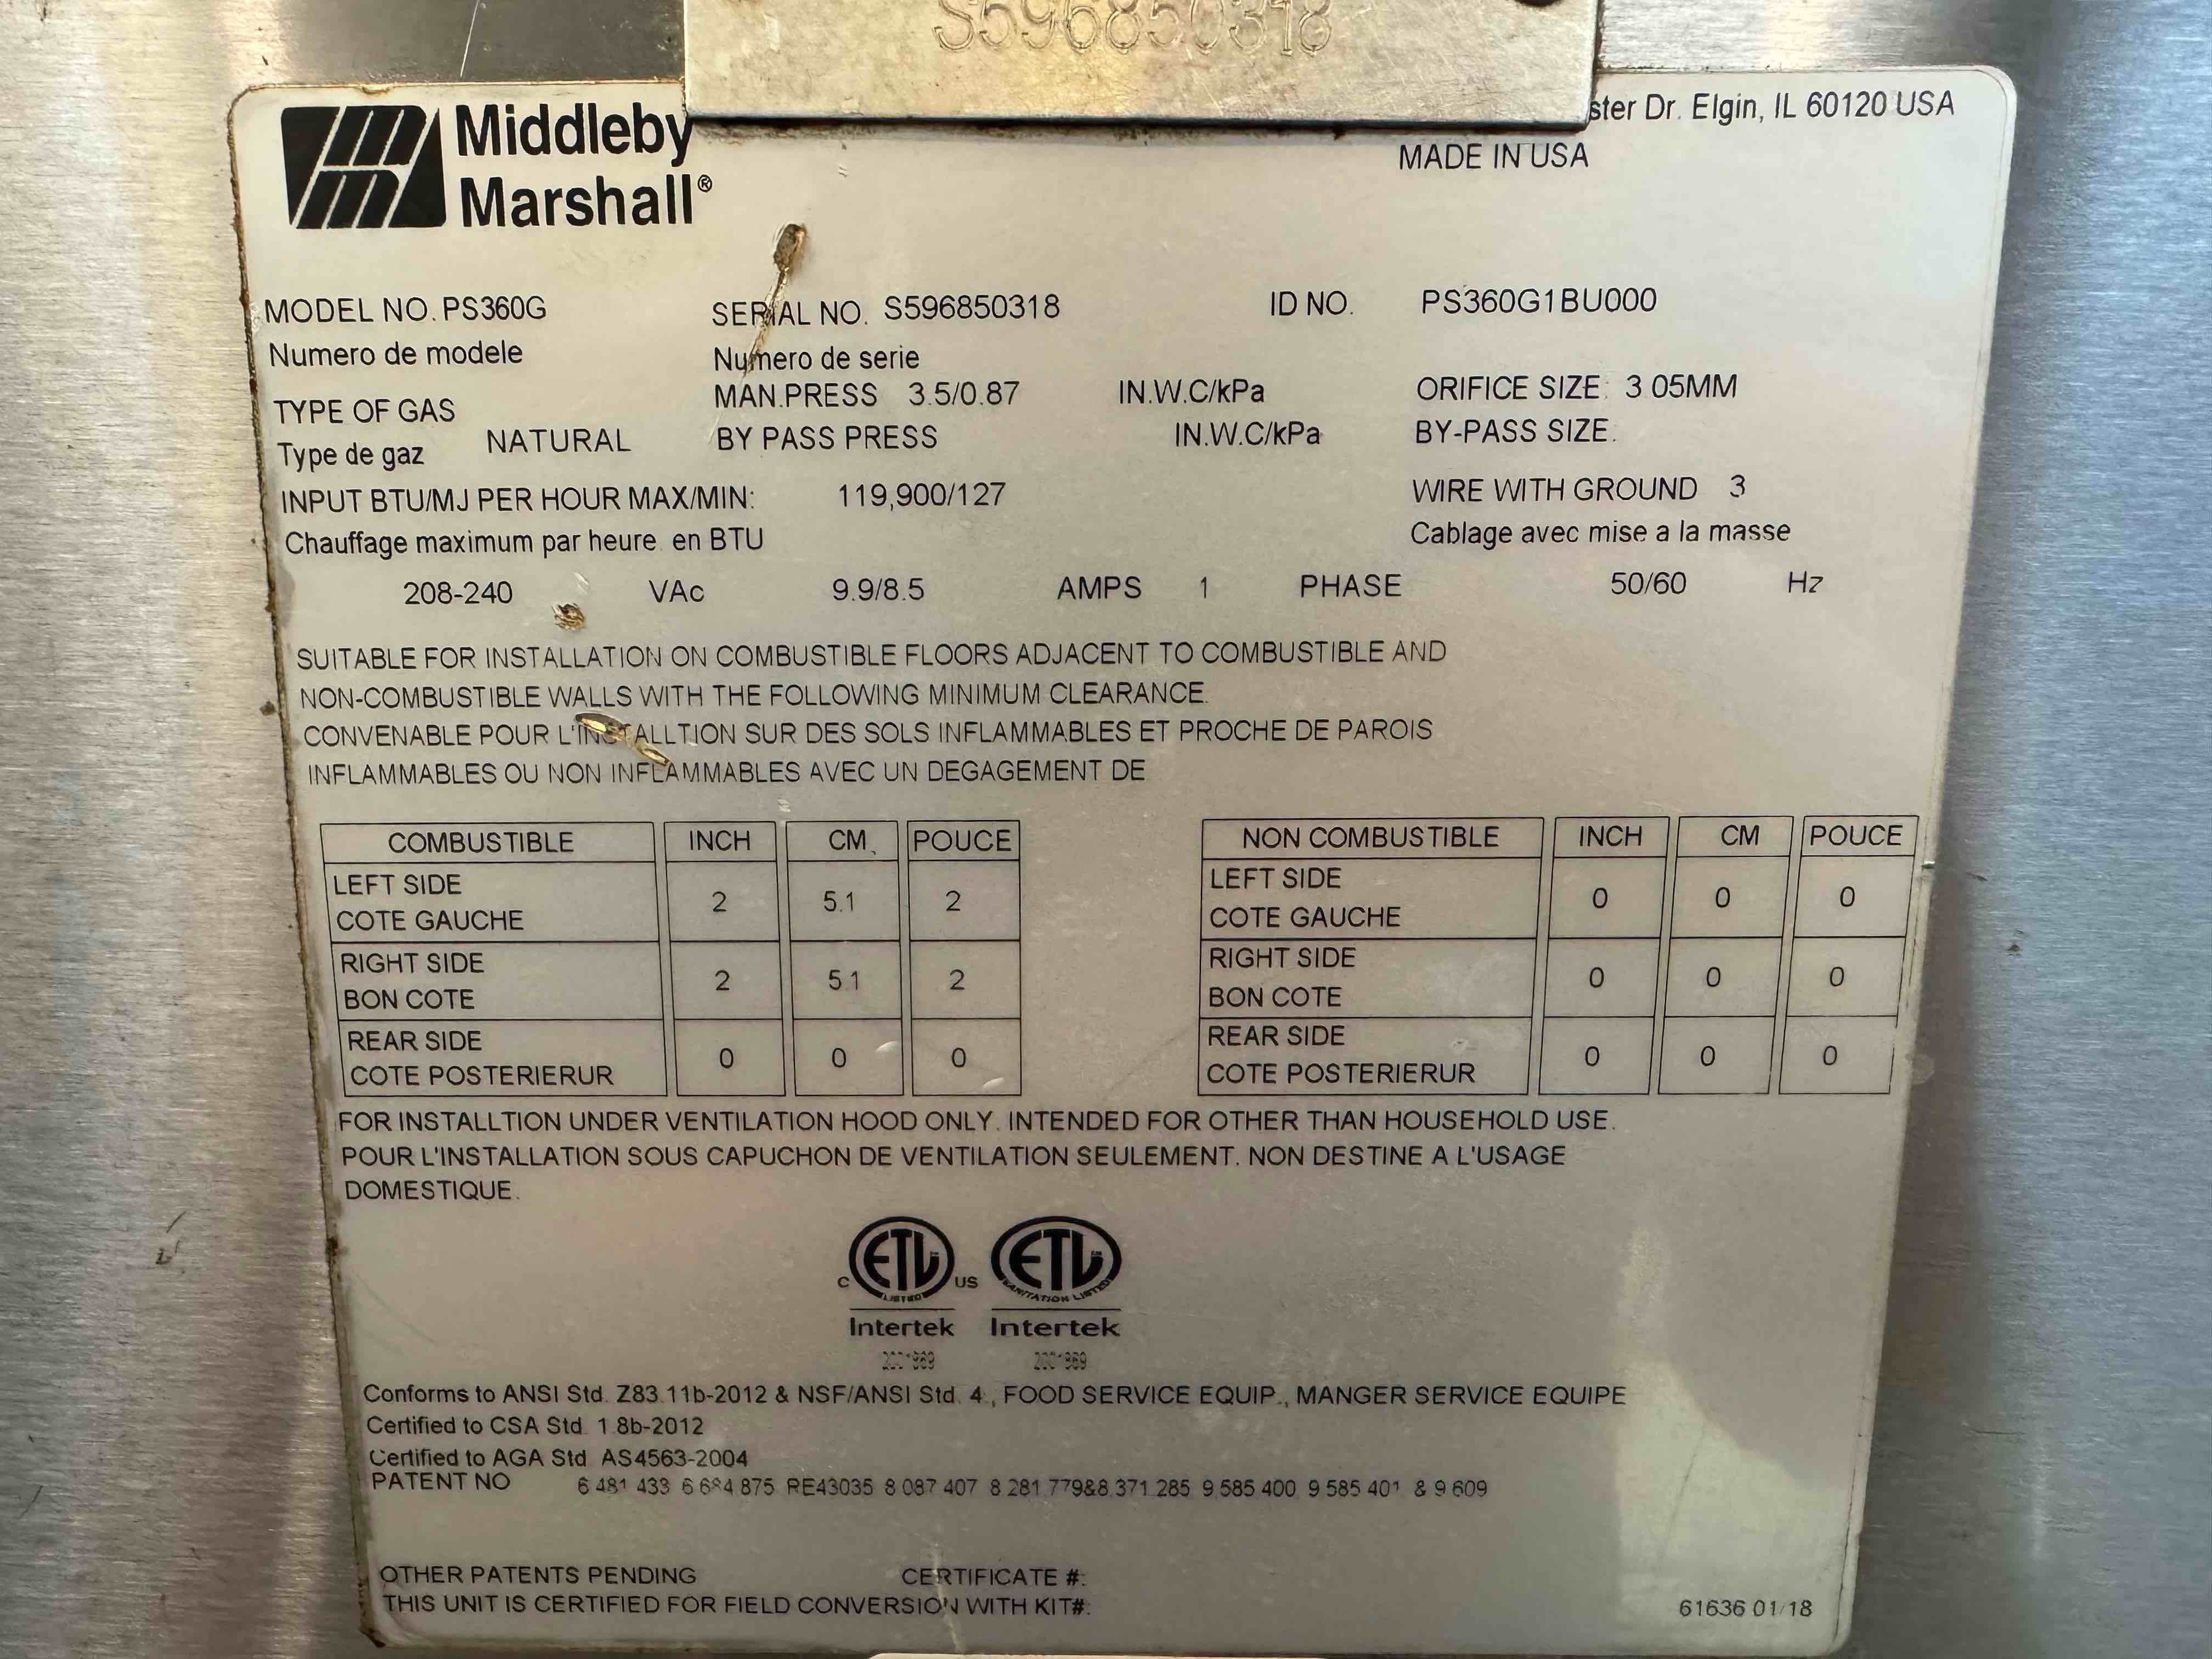 S596850318
Middleby
Marshall®
ster Dr. Elgin, IL 60120 USA
MADE IN USA
MODEL NO. PS360G SERIAL NO. S596850318 ID NO. PS360G1BU000
Numero de modele Numero de serie
TYPE OF GAS MAN.PRESS 3.5/0.87 IN.W.C/kPa ORIFICE SIZE: 3.05MM
Type de gaz NATURAL BY PASS PRESS IN.W.C/kPa BY-PASS SIZE.
INPUT BTU/MJ PER HOUR MAX/MIN: 119,900/127 WIRE WITH GROUND 3
Chauffage maximum par heure en BTU Cablage avec mise a la masse
208-240 VAc 9.9/8.5 AMPS 1 PHASE 50/60 Hz
SUITABLE FOR INSTALLATION ON COMBUSTIBLE FLOORS ADJACENT TO COMBUSTIBLE AND
NON-COMBUSTIBLE WALLS WITH THE FOLLOWING MINIMUM CLEARANCE.
CONVENABLE POUR L'INSTALLTION SUR DES SOLS INFLAMMABLES ET PROCHE DE PAROIS
INFLAMMABLES OU NON INFLAMMABLES AVEC UN DEGAGEMENT DE
COMBUSTIBLE INCH CM. POUCE
LEFT SIDE
COTE GAUCHE 2 5.1 2
RIGHT SIDE
BON COTE 2 5.1 2
REAR SIDE
COTE POSTERIERUR 0 0 0
NON COMBUSTIBLE INCH CM POUCE
LEFT SIDE
COTE GAUCHE 0 0 0
RIGHT SIDE
BON COTE 0 0 0
REAR SIDE
COTE POSTERIERUR 0 0 0
FOR INSTALLTION UNDER VENTILATION HOOD ONLY. INTENDED FOR OTHER THAN HOUSEHOLD USE.
POUR L'INSTALLATION SOUS CAPUCHON DE VENTILATION SEULEMENT. NON DESTINE A L'USAGE
DOMESTIQUE.
C ETL US ETL
LISTED SANITATION LISTED
Intertek Intertek
Conforms to ANSI Std. Z83.11b-2012 & NSF/ANSI Std. 4., FOOD SERVICE EQUIP., MANGER SERVICE EQUIPE
Certified to CSA Std. 1.8b-2012
Certified to AGA Std AS4563-2004
PATENT NO 6 481 433 6 684 875 RE43035 8 087 407 8 281 779&8,371 285 9 585 400 9 585 401 & 9 609
OTHER PATENTS PENDING CERTIFICATE #:
THIS UNIT IS CERTIFIED FOR FIELD CONVERSION WITH KIT#:
61636 01/18